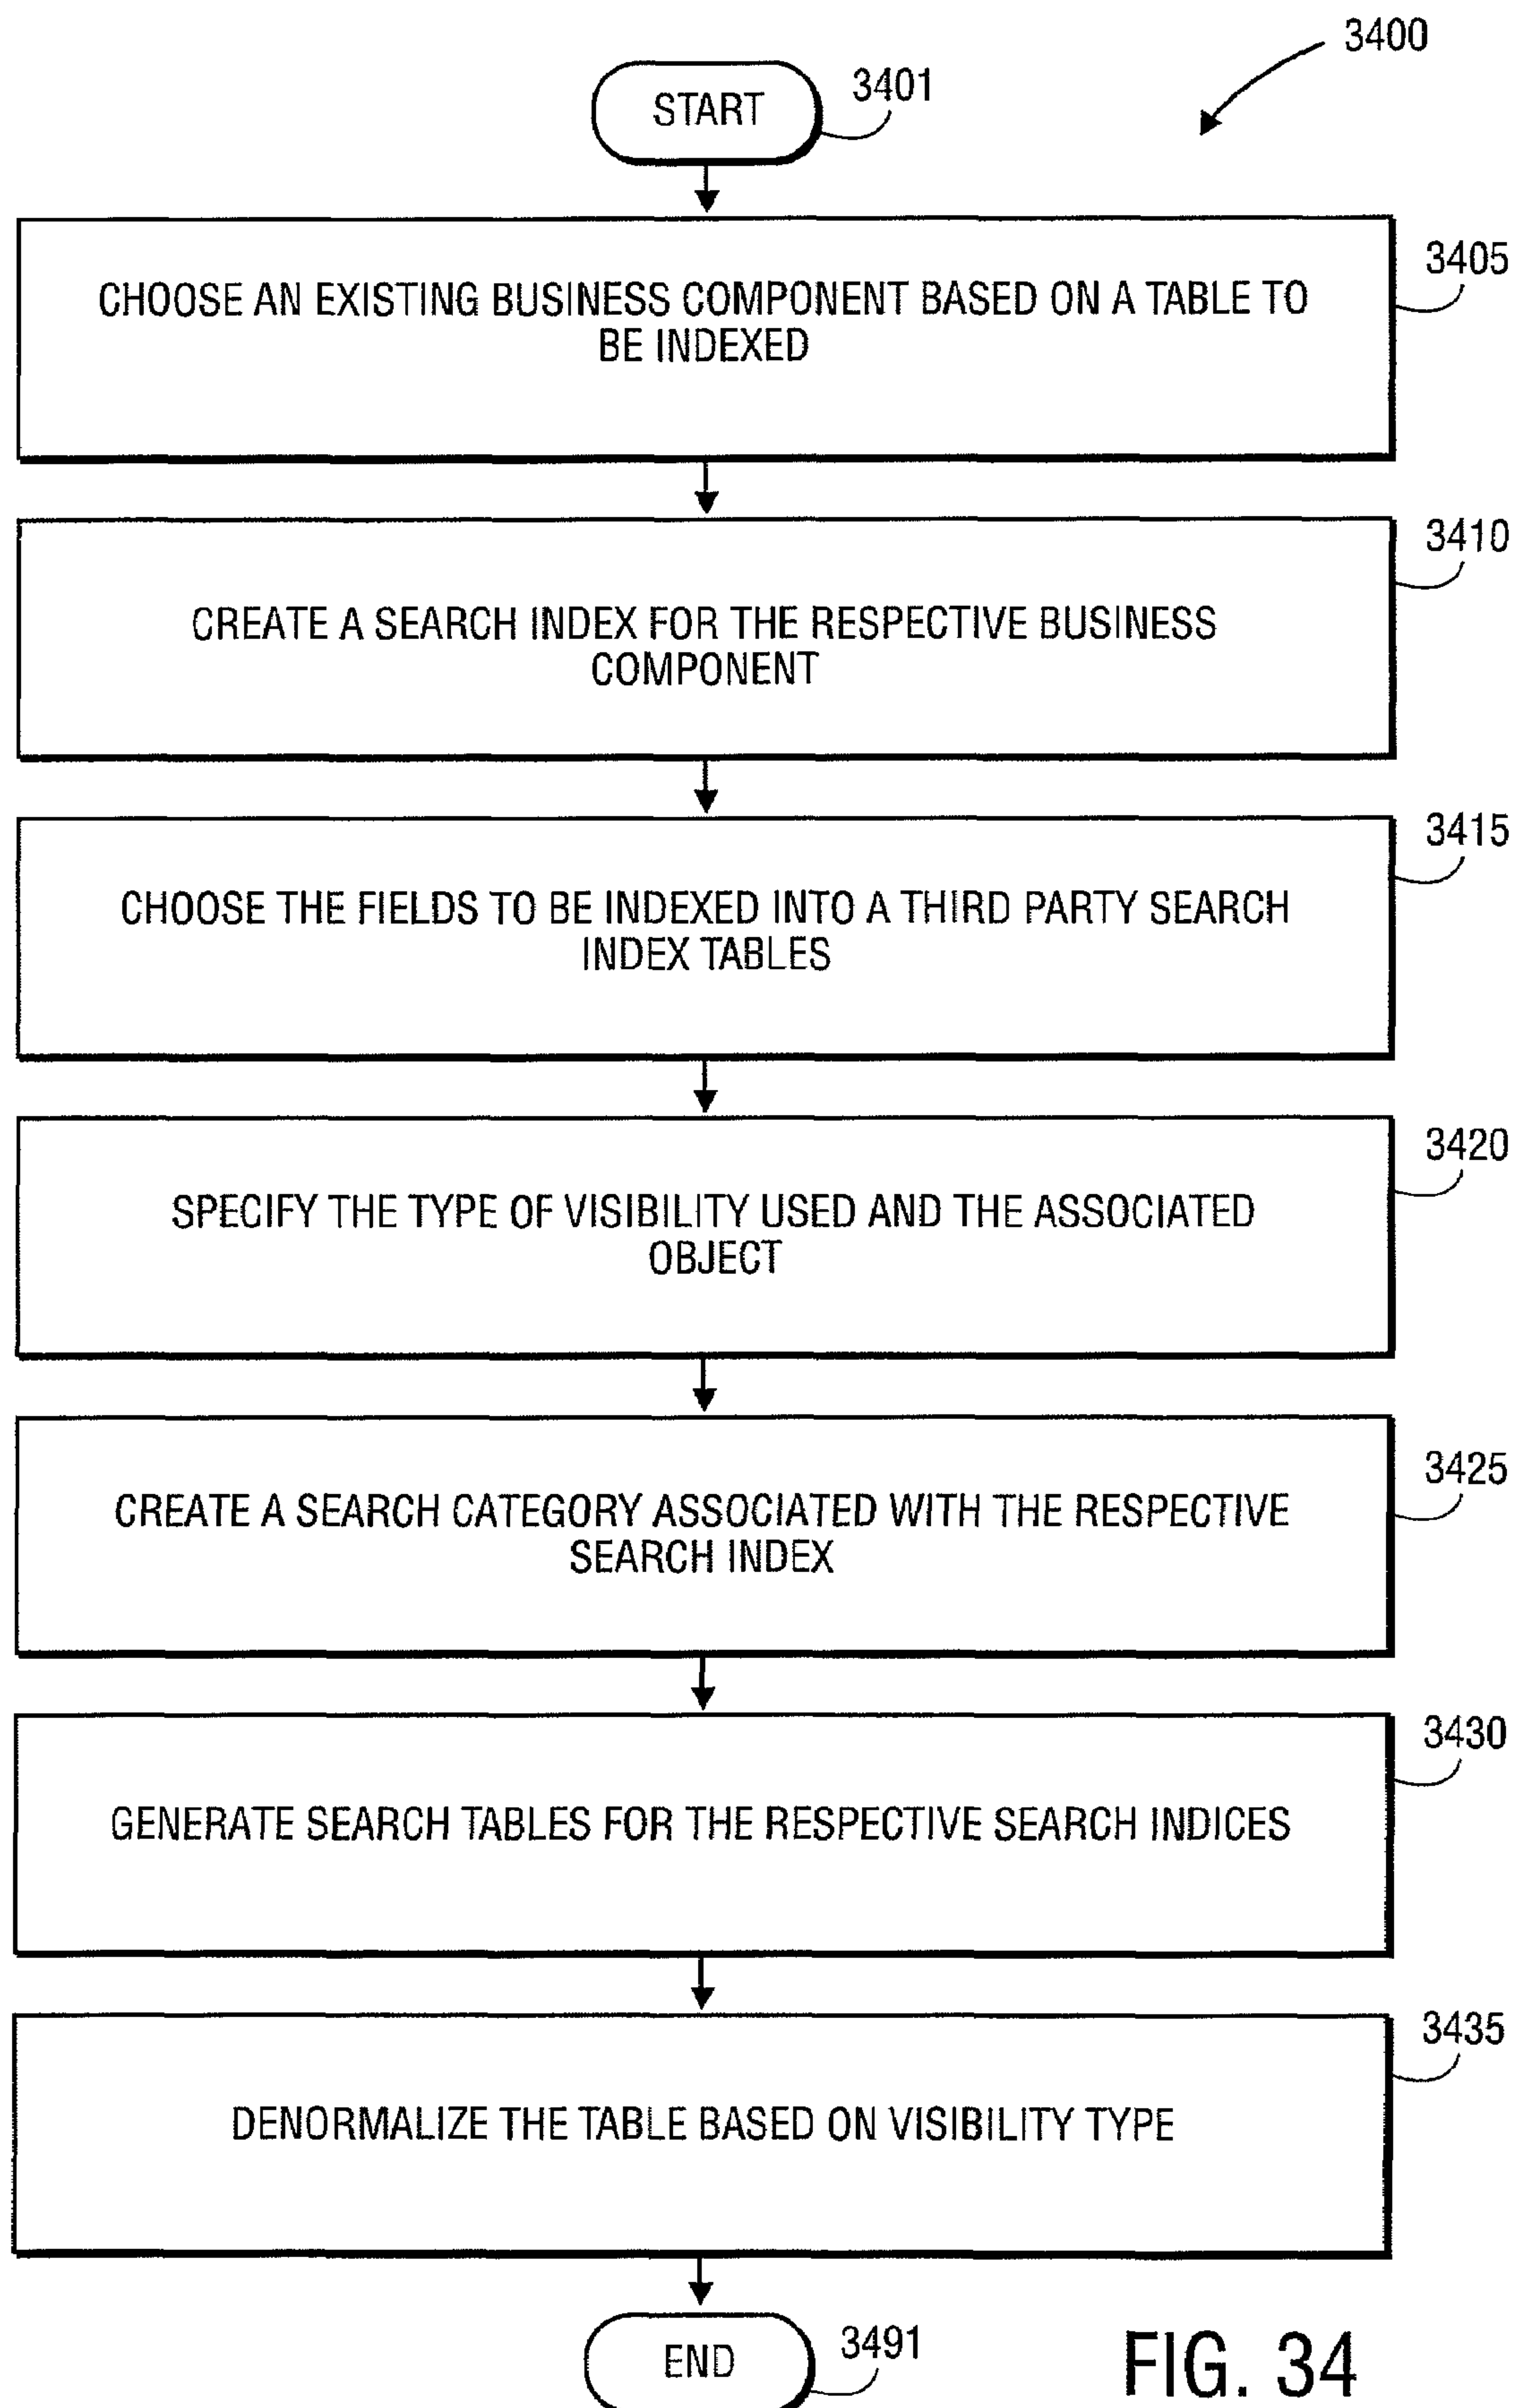 3400
START
3401
3405
CHOOSE AN EXISTING BUSINESS COMPONENT BASED ON A TABLE TO
BE INDEXED
3410
CREATE A SEARCH INDEX FOR THE RESPECTIVE BUSINESS
COMPONENT
3415
CHOOSE THE FIELDS TO BE INDEXED INTO A THIRD PARTY SEARCH
INDEX TABLES
3420
SPECIFY THE TYPE OF VISIBILITY USED AND THE ASSOCIATED
OBJECT
3425
CREATE A SEARCH CATEGORY ASSOCIATED WITH THE RESPECTIVE
SEARCH INDEX
3430
GENERATE SEARCH TABLES FOR THE RESPECTIVE SEARCH INDICES
3435
DENORMALIZE THE TABLE BASED ON VISIBILITY TYPE
END
3491
FIG. 34